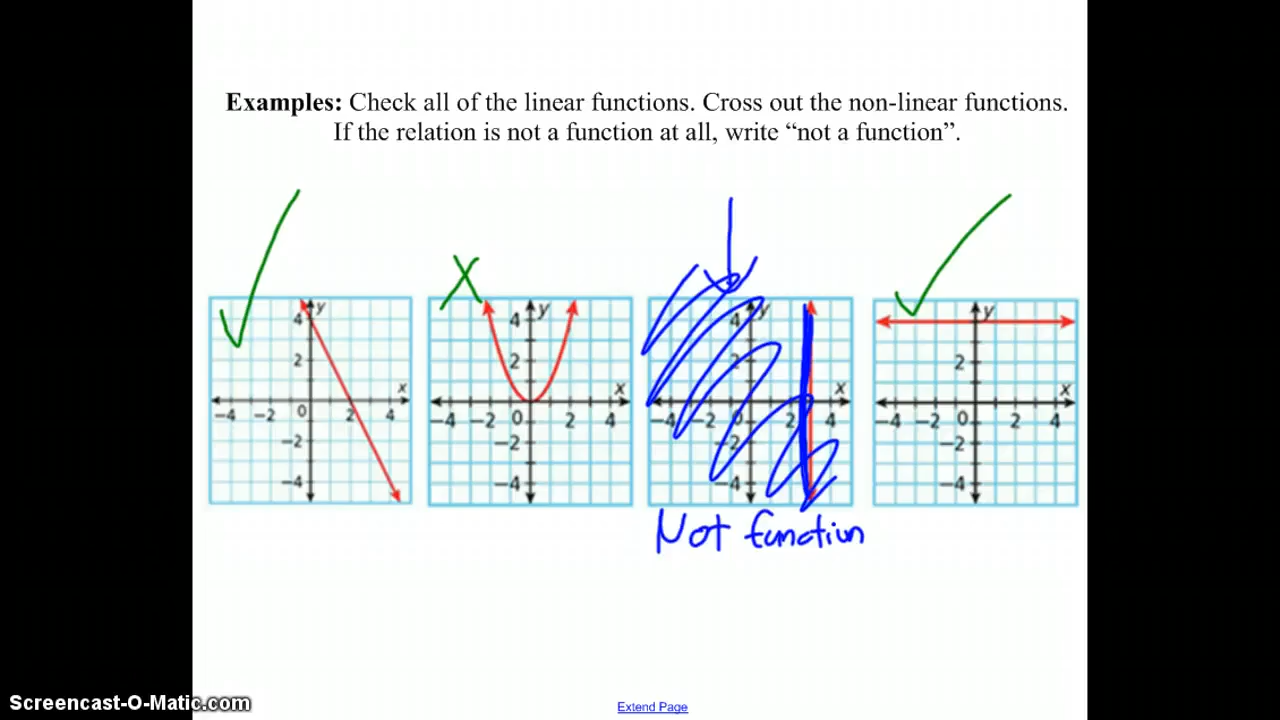 Examples: Check all of the linear functions. Cross out the non-linear functions.
If the relation is not a function at all, write “not a function”.
X
4 y
2
x
-4 -2 0 2 4
-2
-4
4 y
2
x
-4 -2 0 2 4
-2
-4
4 y
2
x
-4 -2 0 2 4
-2
-4
y
2
x
-4 -2 0 2 4
-2
-4
Not function
Screencast-O-Matic.com
Extend Page